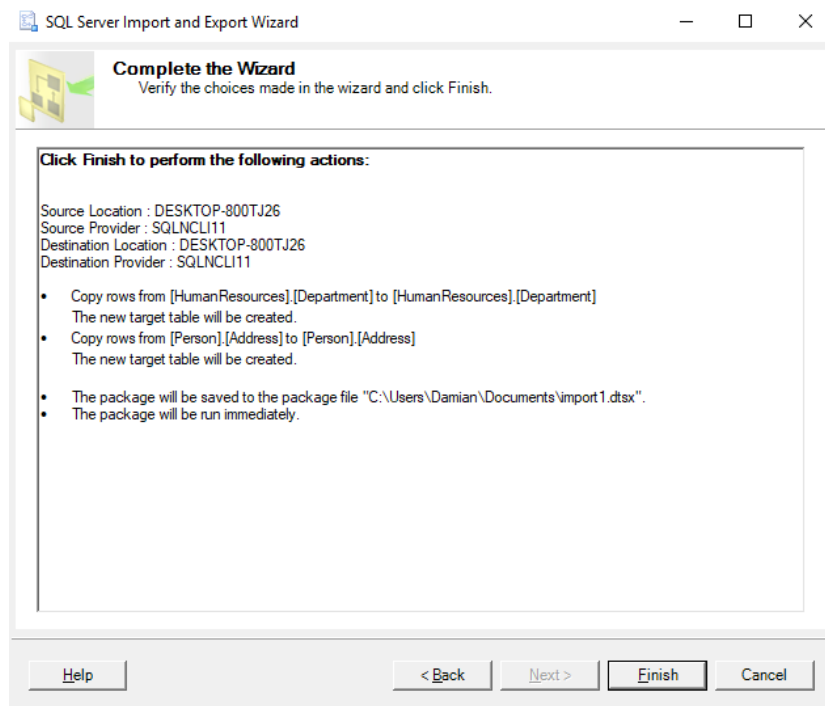 SQL Server Import and Export Wizard
Complete the Wizard
Verify the choices made in the wizard and click Finish.
Click Finish to perform the following actions:
Source Location : DESKTOP-800TJ26
Source Provider : SQLNCLI11
Destination Location : DESKTOP-800TJ26
Destination Provider : SQLNCLI11
• Copy rows from [HumanResources].[Department] to [HumanResources].[Department]
The new target table will be created.
• Copy rows from [Person].[Address] to [Person].[Address]
The new target table will be created.
• The package will be saved to the package file "C:\Users\Damian\Documents\import1.dtsx".
• The package will be run immediately.
Help < Back Next > Finish Cancel